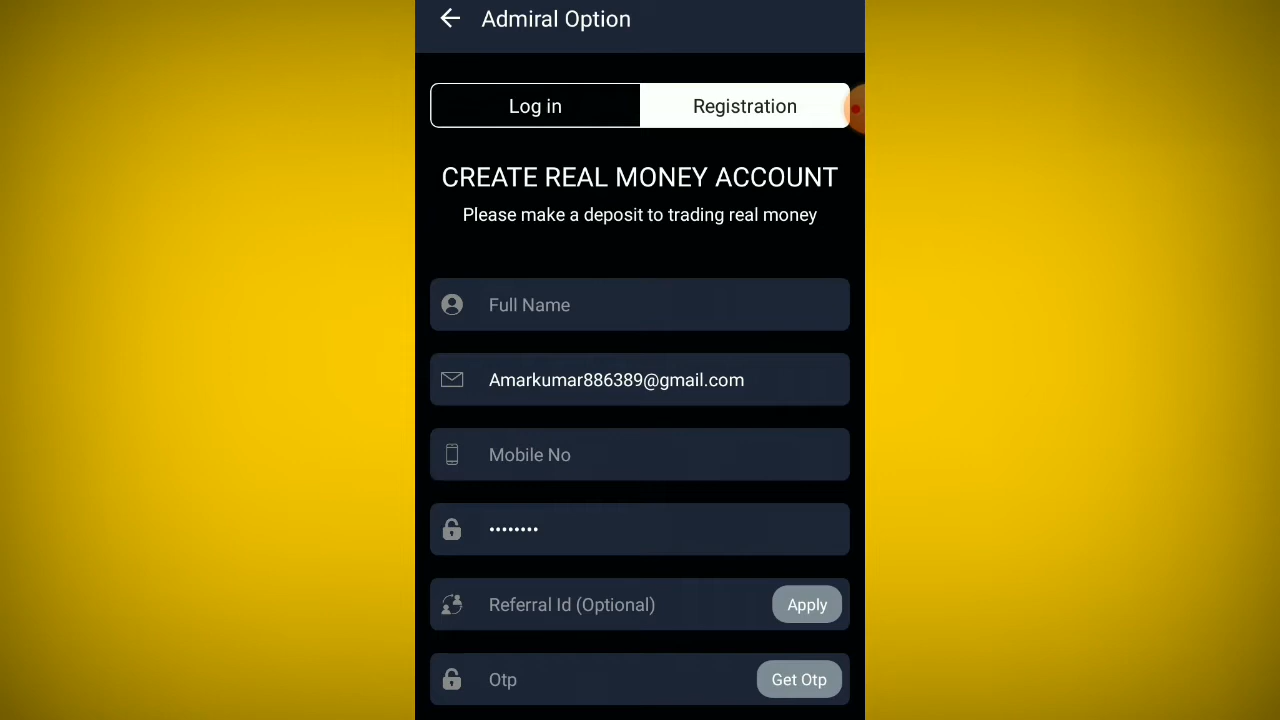 Admiral Option
Log in
Registration
CREATE REAL MONEY ACCOUNT
Please make a deposit to trading real money
Full Name
Amarkumar886389@gmail.com
Mobile No
••••••••
Referral Id (Optional)
Apply
Otp
Get Otp